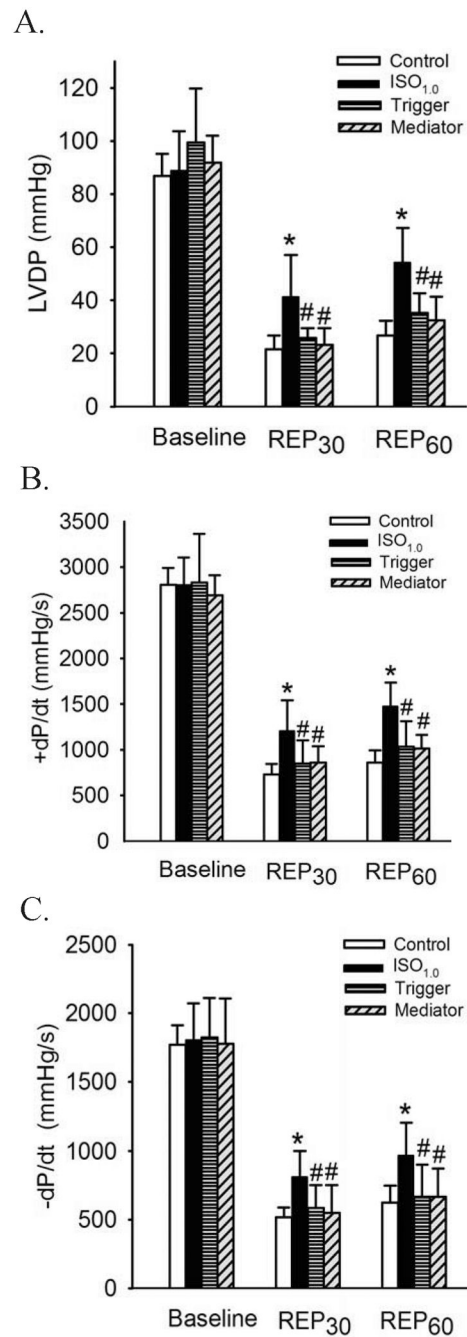 A.
Control
ISO1.0
Trigger
Mediator
120
100
80
60
40
20
0
LVDP (mmHg)
*
#
#
*
#
#
Baseline REP30 REP60
B.
Control
ISO1.0
Trigger
Mediator
3500
3000
2500
2000
1500
1000
500
0
+dP/dt (mmHg/s)
*
#
#
*
#
#
Baseline REP30 REP60
C.
Control
ISO1.0
Trigger
Mediator
2500
2000
1500
1000
500
0
-dP/dt (mmHg/s)
*
##
*
#
#
Baseline REP30 REP60